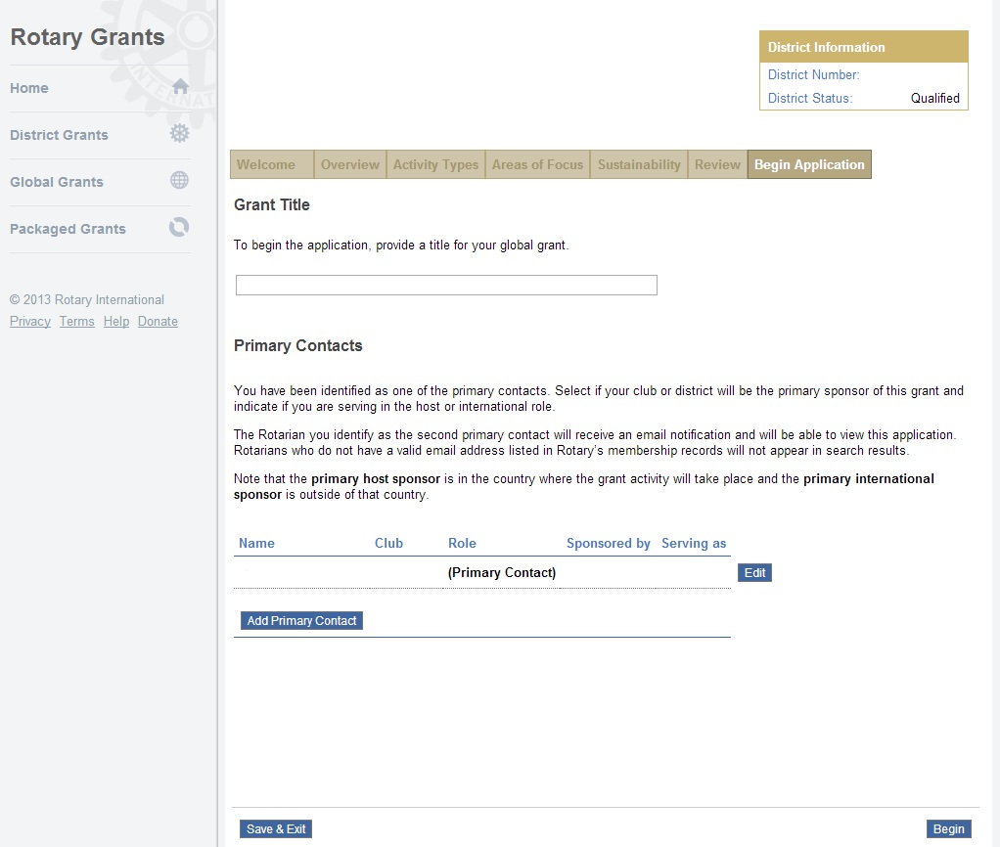 Rotary Grants
INTERNAT
Home
District Grants
Global Grants
Packaged Grants
© 2013 Rotary International
Privacy Terms Help Donate
District Information
District Number:
District Status: Qualified
Welcome Overview Activity Types Areas of Focus Sustainability Review Begin Application
Grant Title
To begin the application, provide a title for your global grant.
Primary Contacts
You have been identified as one of the primary contacts. Select if your club or district will be the primary sponsor of this grant and
indicate if you are serving in the host or international role.
The Rotarian you identify as the second primary contact will receive an email notification and will be able to view this application.
Rotarians who do not have a valid email address listed in Rotary’s membership records will not appear in search results.
Note that the primary host sponsor is in the country where the grant activity will take place and the primary international
sponsor is outside of that country.
Name Club Role Sponsored by Serving as
(Primary Contact) Edit
Add Primary Contact
Save & Exit Begin